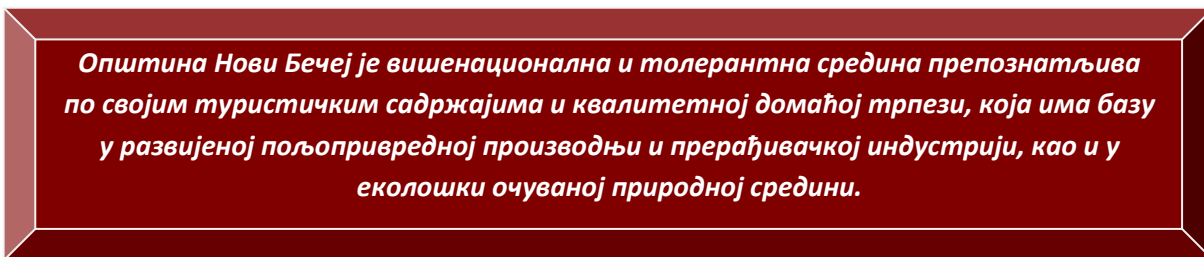 Општина Нови Бечеј је вишенационална и толерантна средина препознатљива
по својим туристичким садржајима и квалитетној домаћој трпези, која има базу
у развијеној пољопривредној производњи и прерађивачкој индустрији, као и у
еколошки очуваној природној средини.